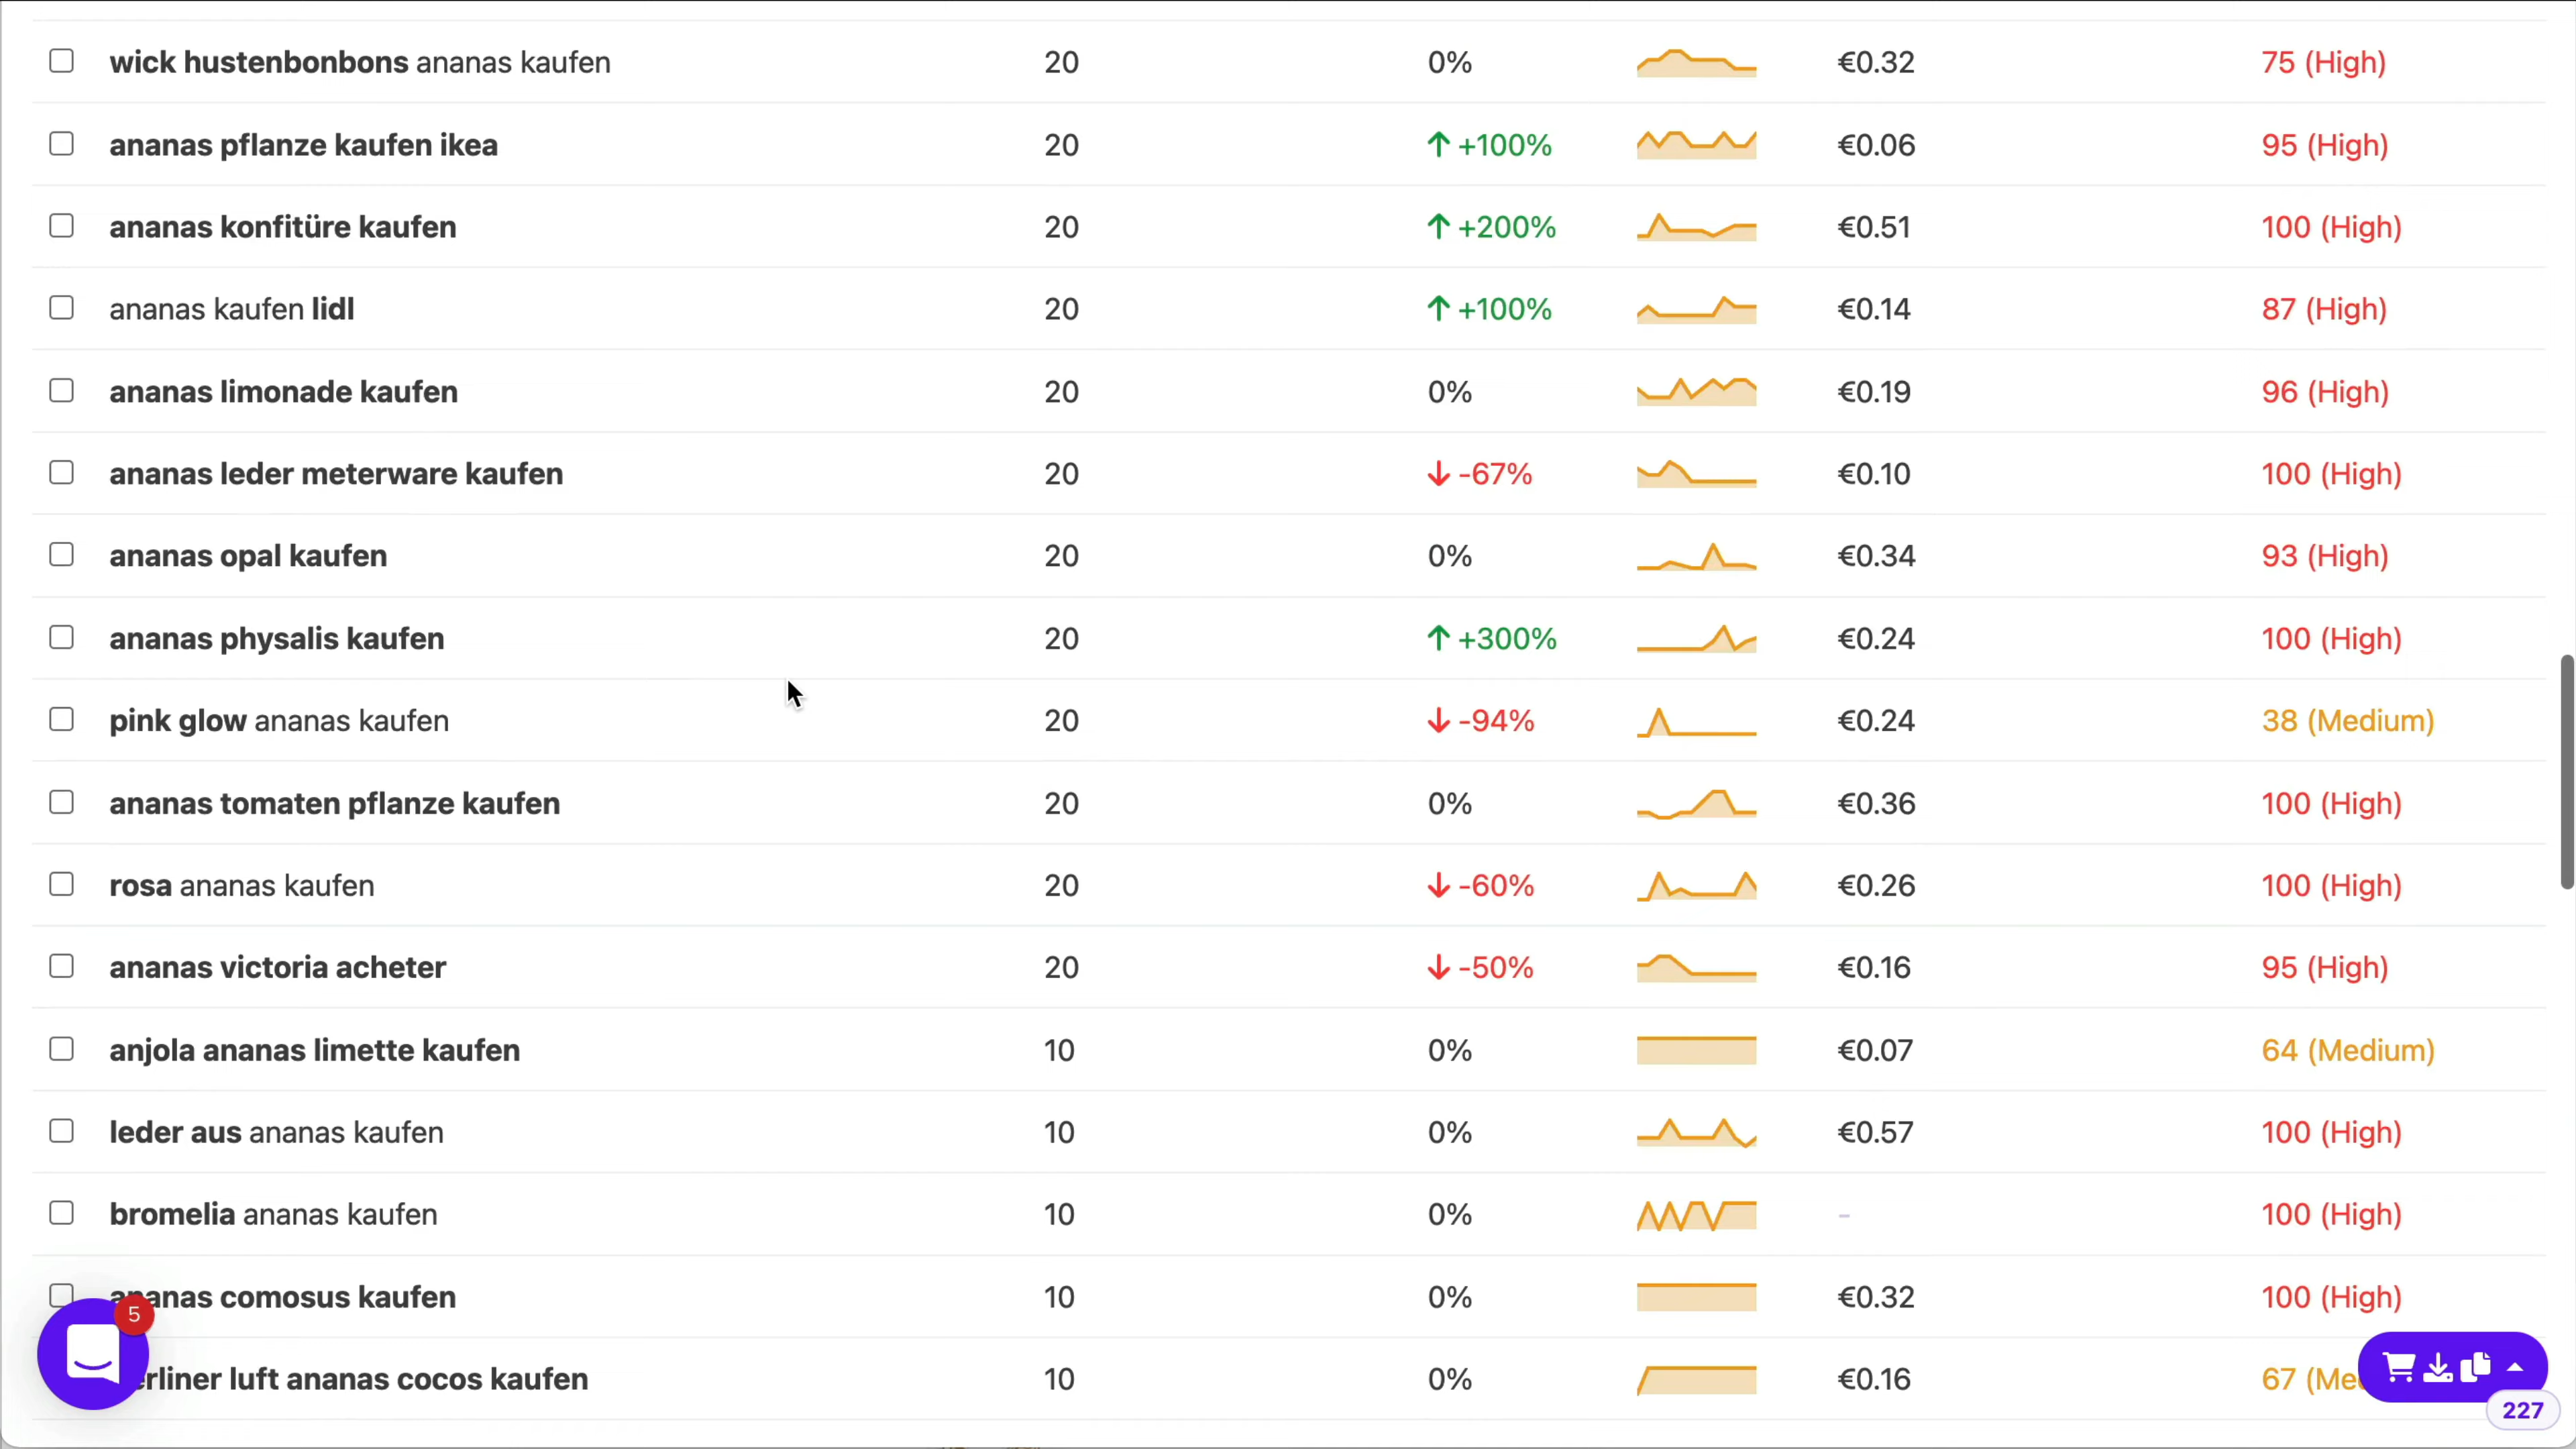 wick hustenbonbons ananas kaufen 20 0% €0.32 75 (High)
ananas pflanze kaufen ikea 20 +100% €0.06 95 (High)
ananas konfitüre kaufen 20 +200% €0.51 100 (High)
ananas kaufen lidl 20 +100% €0.14 87 (High)
ananas limonade kaufen 20 0% €0.19 96 (High)
ananas leder meterware kaufen 20 -67% €0.10 100 (High)
ananas opal kaufen 20 0% €0.34 93 (High)
ananas physalis kaufen 20 +300% €0.24 100 (High)
pink glow ananas kaufen 20 -94% €0.24 38 (Medium)
ananas tomaten pflanze kaufen 20 0% €0.36 100 (High)
rosa ananas kaufen 20 -60% €0.26 100 (High)
ananas victoria acheter 20 -50% €0.16 95 (High)
anjola ananas limette kaufen 10 0% €0.07 64 (Medium)
leder aus ananas kaufen 10 0% €0.57 100 (High)
bromelia ananas kaufen 10 0% - 100 (High)
ananas comosus kaufen 10 0% €0.32 100 (High)
5
luft ananas cocos kaufen 10 0% €0.16 67
227